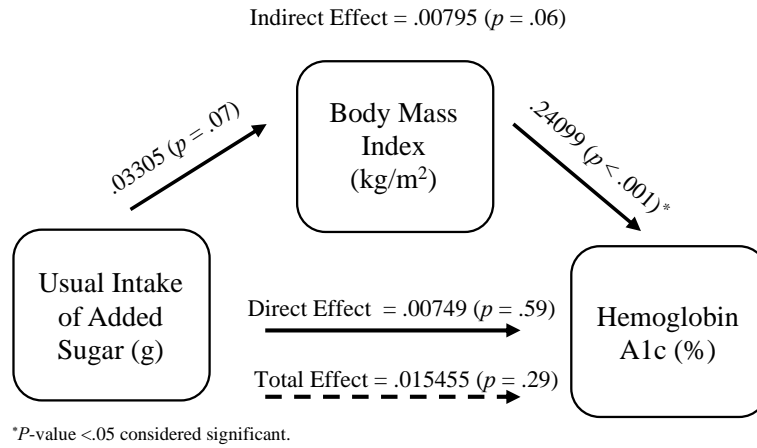 Indirect Effect = .00795 (p = .06)
.03305 (p = .07)
Body Mass
Index
(kg/m²)
.24099 (p < .001)*
Usual Intake
of Added
Sugar (g)
Direct Effect = .00749 (p = .59)
Total Effect = .015455 (p = .29)
Hemoglobin
A1c (%)
*P-value <.05 considered significant.